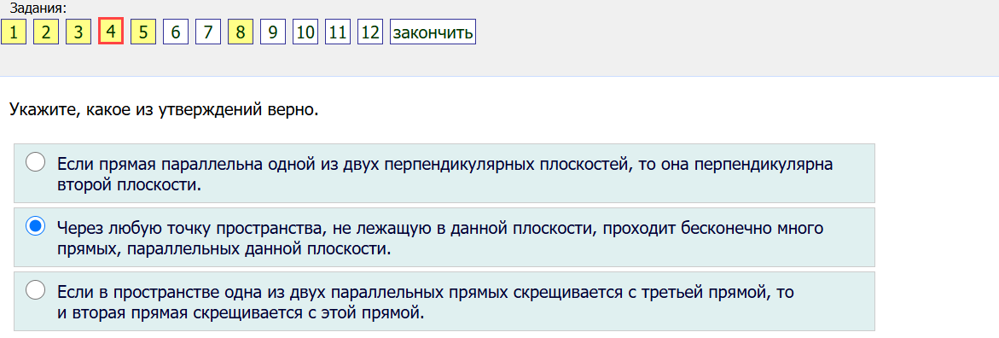 Задания:
1 2 3 4 5 6 7 8 9 10 11 12 закончить
Укажите, какое из утверждений верно.
Если прямая параллельна одной из двух перпендикулярных плоскостей, то она перпендикулярна
второй плоскости.
Через любую точку пространства, не лежащую в данной плоскости, проходит бесконечно много
прямых, параллельных данной плоскости.
Если в пространстве одна из двух параллельных прямых скрещивается с третьей прямой, то
и вторая прямая скрещивается с этой прямой.